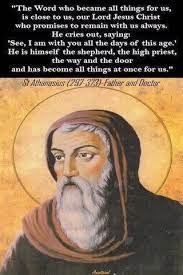 "The Word who became all things for us,
is close to us, our Lord Jesus Christ
who promises to remain with us always.
He cries out, saying:
'See, I am with you all the days of this age.'
He is himself the shepherd, the high priest,
the way and the door
and has become all things at once for us."
St Athanasius (297-373)-Father and Doctor